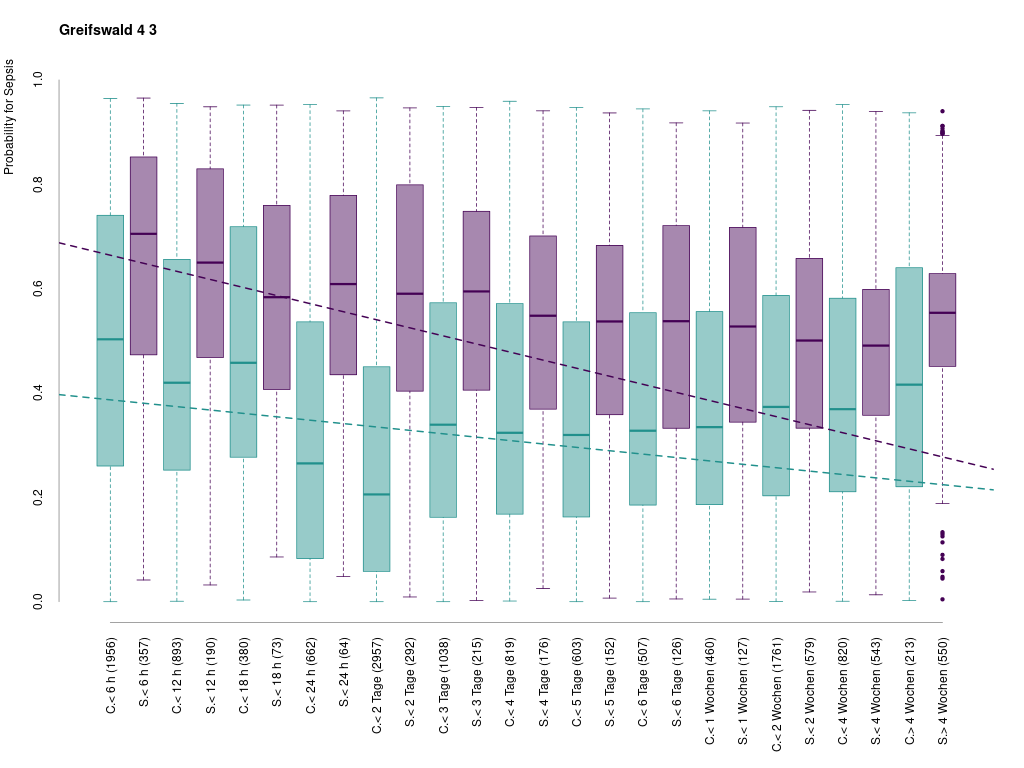 Greifswald 4 3
Probability for Sepsis
1.0
0.8
0.6
0.4
0.2
0.0
C.< 6 h (1956)
S.< 6 h (357)
C.< 12 h (893)
S.< 12 h (190)
C.< 18 h (380)
S.< 18 h (73)
C.< 24 h (662)
S.< 24 h (64)
C.< 2 Tage (2957)
S.< 2 Tage (292)
C.< 3 Tage (1038)
S.< 3 Tage (215)
C.< 4 Tage (819)
S.< 4 Tage (176)
C.< 5 Tage (603)
S.< 5 Tage (152)
C.< 6 Tage (507)
S.< 6 Tage (126)
C.< 1 Wochen (460)
S.< 1 Wochen (127)
C.< 2 Wochen (1761)
S.< 2 Wochen (579)
C.< 4 Wochen (820)
S.< 4 Wochen (543)
C.> 4 Wochen (213)
S.> 4 Wochen (550)